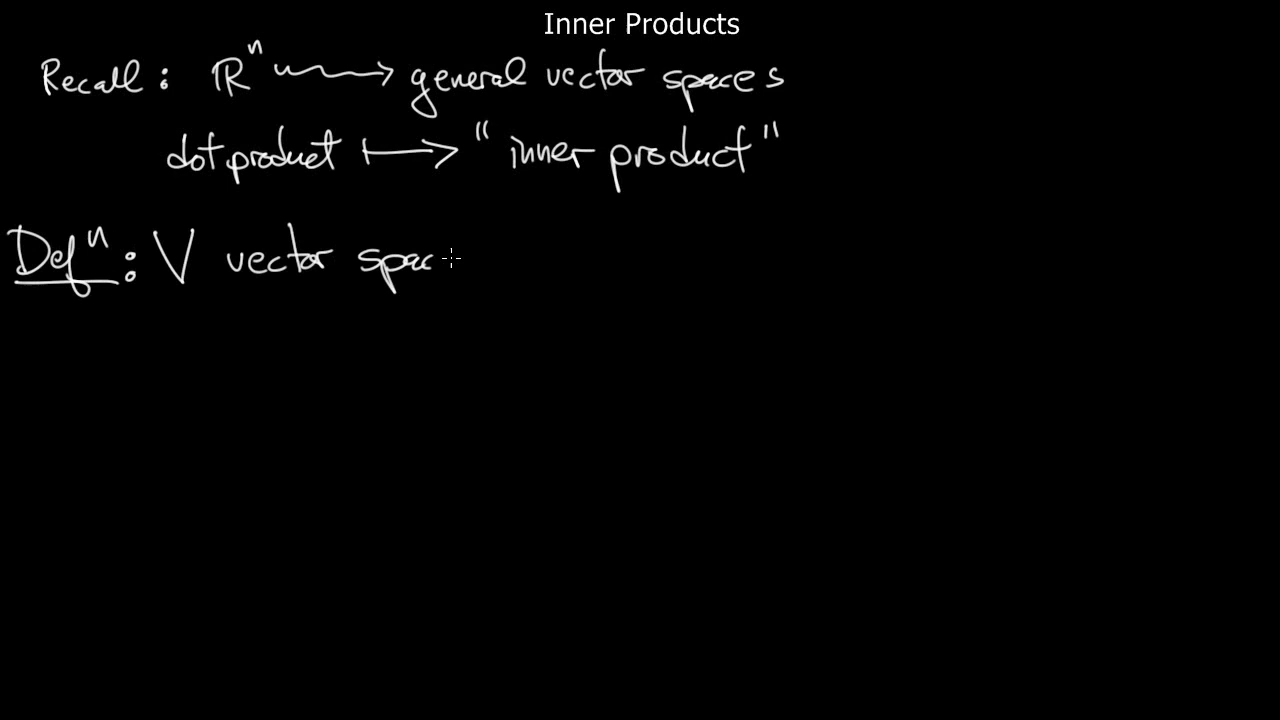 Inner Products
Recall: ℝⁿ ⟿ general vector spaces
dot product ⟼ "inner product"
Defⁿ: V vector spac